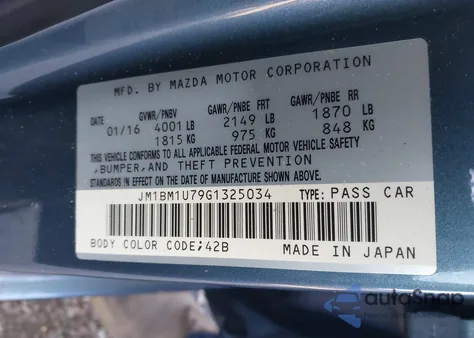 MFD. BY MAZDA MOTOR CORPORATION
GVWR/PNBV GAWR/PNBE FRT GAWR/PNBE RR
01/16 4001 LB 2149 LB 1870 LB
1815 KG 975 KG 848 KG
THIS VEHICLE CONFORMS TO ALL APPLICABLE FEDERAL MOTOR VEHICLE SAFETY
,BUMPER,AND THEFT PREVENTION
STANDARDS IN EFFECT ON THE DATE OF MANUFACTURE SHOWN ABOVE.
JM1BM1U79G1325034 TYPE: PASS CAR
BODY COLOR CODE;42B MADE IN JAPAN
autoSnap